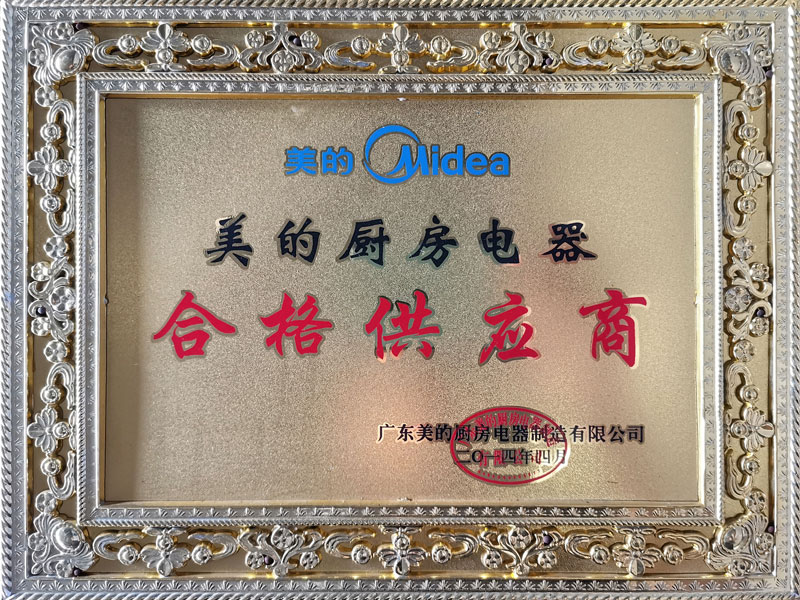 美的 Midea
美的厨房电器
合格供应商
广东美的厨房电器制造有限公司
二〇一四年四月